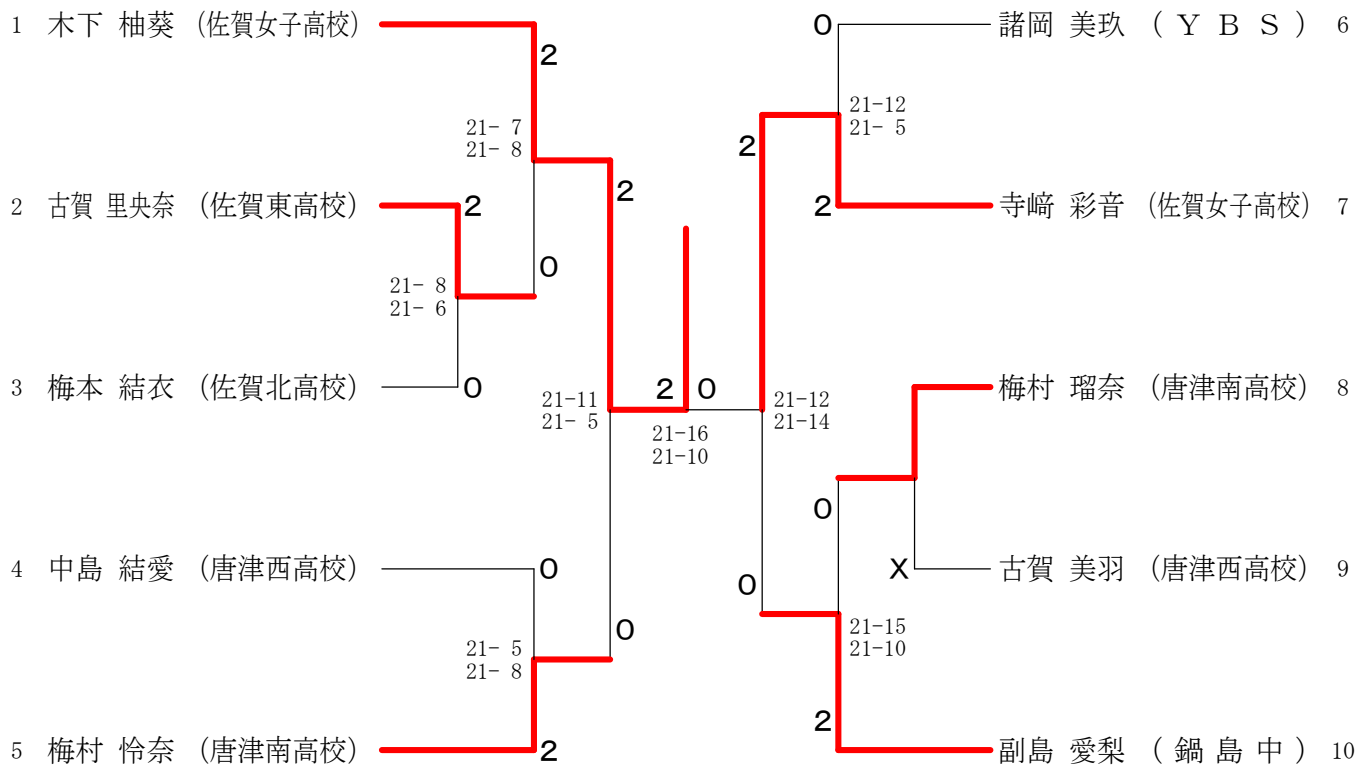 1 木下 柚葵 (佐賀女子高校)
2
21- 7
21- 8
2 古賀 里央奈 (佐賀東高校)
2
2
0
21- 8
21- 6
3 梅本 結衣 (佐賀北高校)
0
21-11
21- 5
4 中島 結愛 (唐津西高校)
0
0
21- 5
21- 8
5 梅村 怜奈 (唐津南高校)
2
2 0
21-16
21-10
0
諸岡 美玖 (ＹＢＳ) 6
21-12
21- 5
2
2
寺﨑 彩音 (佐賀女子高校) 7
21-12
21-14
梅村 瑠奈 (唐津南高校) 8
0
X
古賀 美羽 (唐津西高校) 9
0
21-15
21-10
2
副島 愛梨 (鍋島中) 10